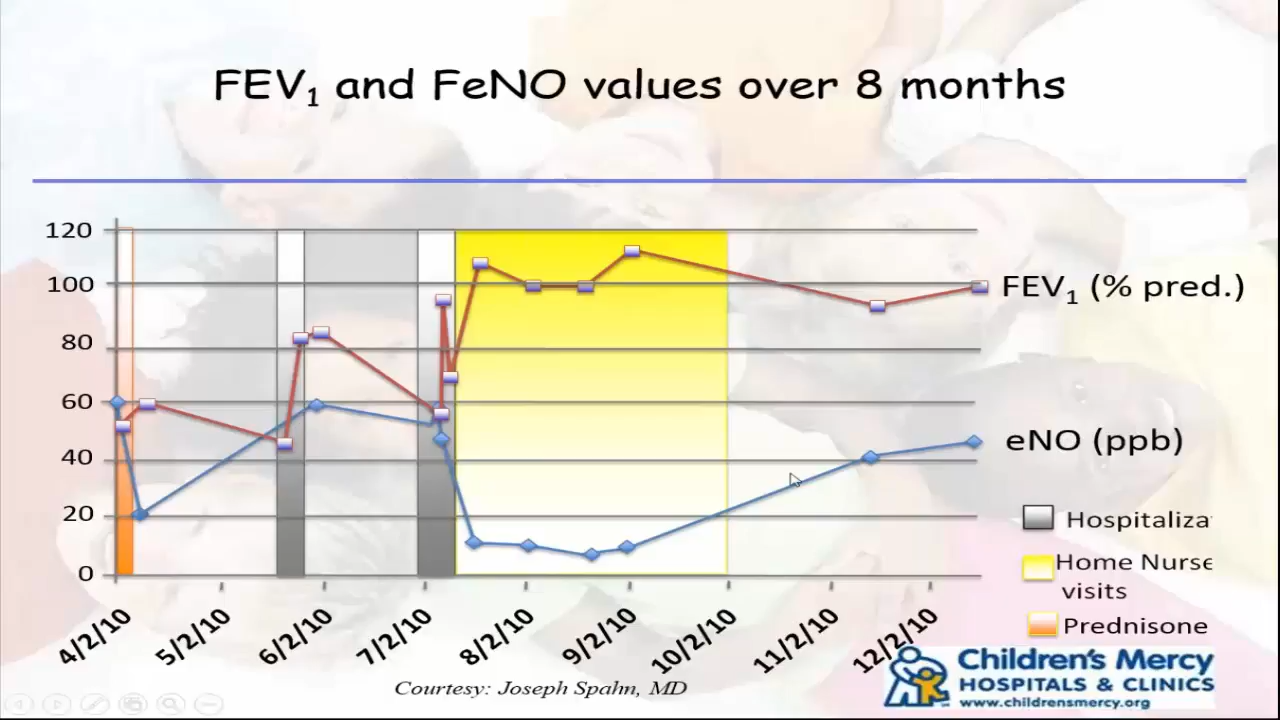 FEV₁ and FeNO values over 8 months
120
100
80
60
40
20
0
FEV₁ (% pred.)
eNO (ppb)
Hospitaliza
Home Nurse
visits
Prednisone
4/2/10
5/2/10
6/2/10
7/2/10
8/2/10
9/2/10
10/2/10
11/2/10
12/2/10
Courtesy: Joseph Spahn, MD
Children's Mercy
HOSPITALS & CLINICS
www.childrensmercy.org